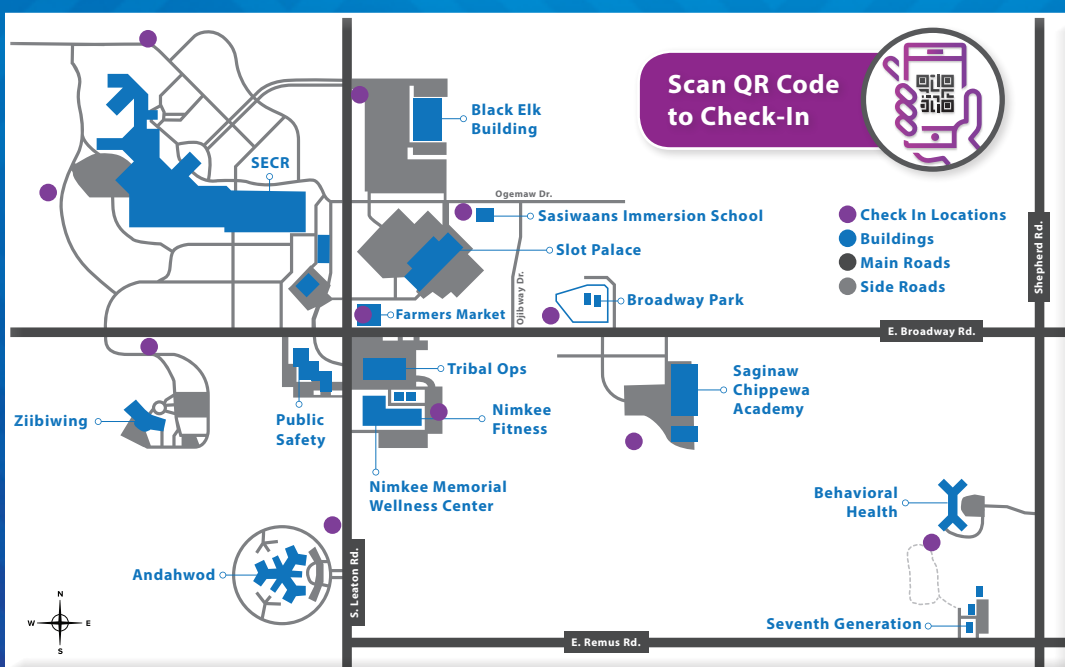 Scan QR Code
to Check-In
Black Elk
Building
SECR
Ogemaw Dr.
Sasiwaans Immersion School
Slot Palace
Ojibway Dr.
Check In Locations
Buildings
Main Roads
Side Roads
Shepherd Rd.
Broadway Park
Farmers Market
E. Broadway Rd.
Tribal Ops
Saginaw
Chippewa
Academy
Ziibiwing
Public
Safety
Nimkee
Fitness
Nimkee Memorial
Wellness Center
Behavioral
Health
Andahwod
S. Leaton Rd.
N
W
E
S
Seventh Generation
E. Remus Rd.